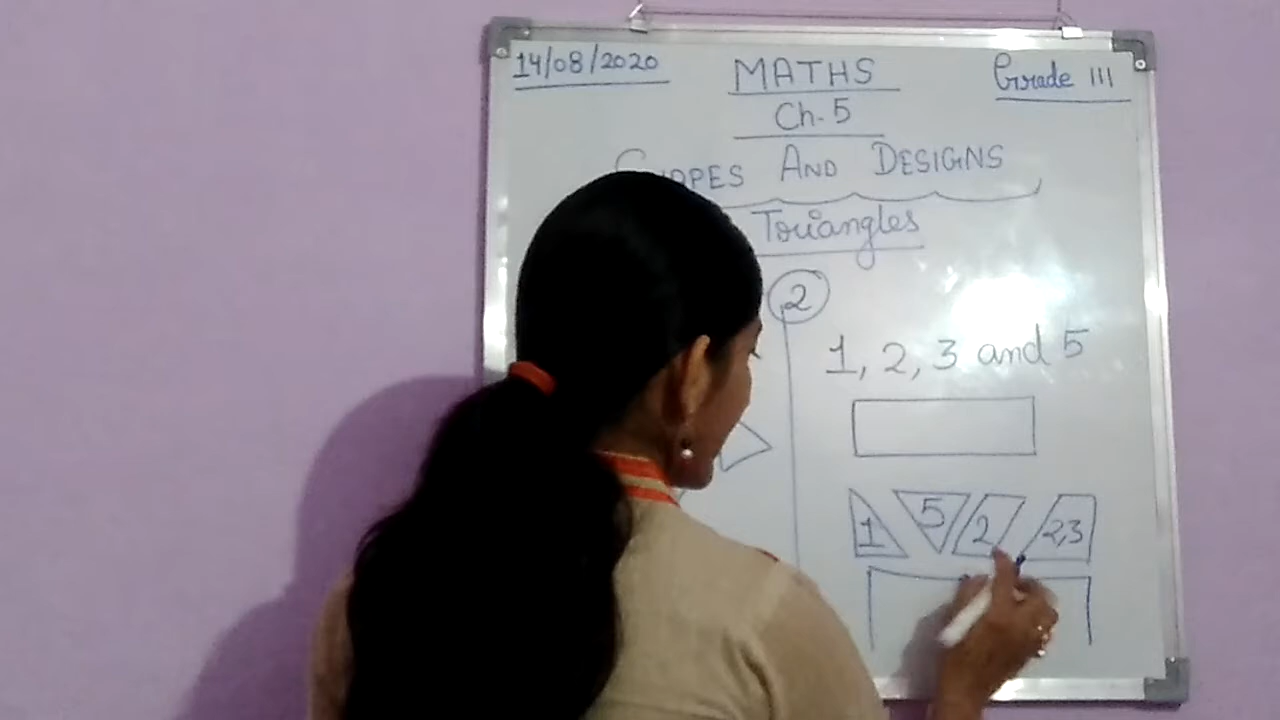 14/08/2020 MATHS Grade III
Ch-5
AND DESIGNS
Triangles
2
1, 2, 3 and 5
1 5 2 2,3